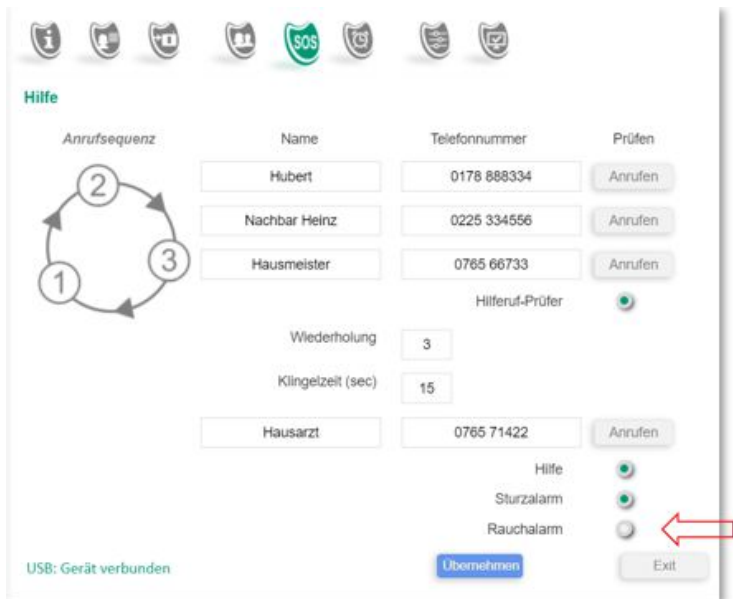 SOS
Hilfe
Anrufsequenz Name Telefonnummer Prüfen
Hubert 0178 888334 Anrufen
Nachbar Heinz 0225 334556 Anrufen
Hausmeister 0765 66733 Anrufen
2
3
1
Hilferuf-Prüfer
Wiederholung 3
Klingelzeit (sec) 15
Hausarzt 0765 71422 Anrufen
Hilfe
Sturzalarm
Rauchalarm
USB: Gerät verbunden Übernehmen Exit